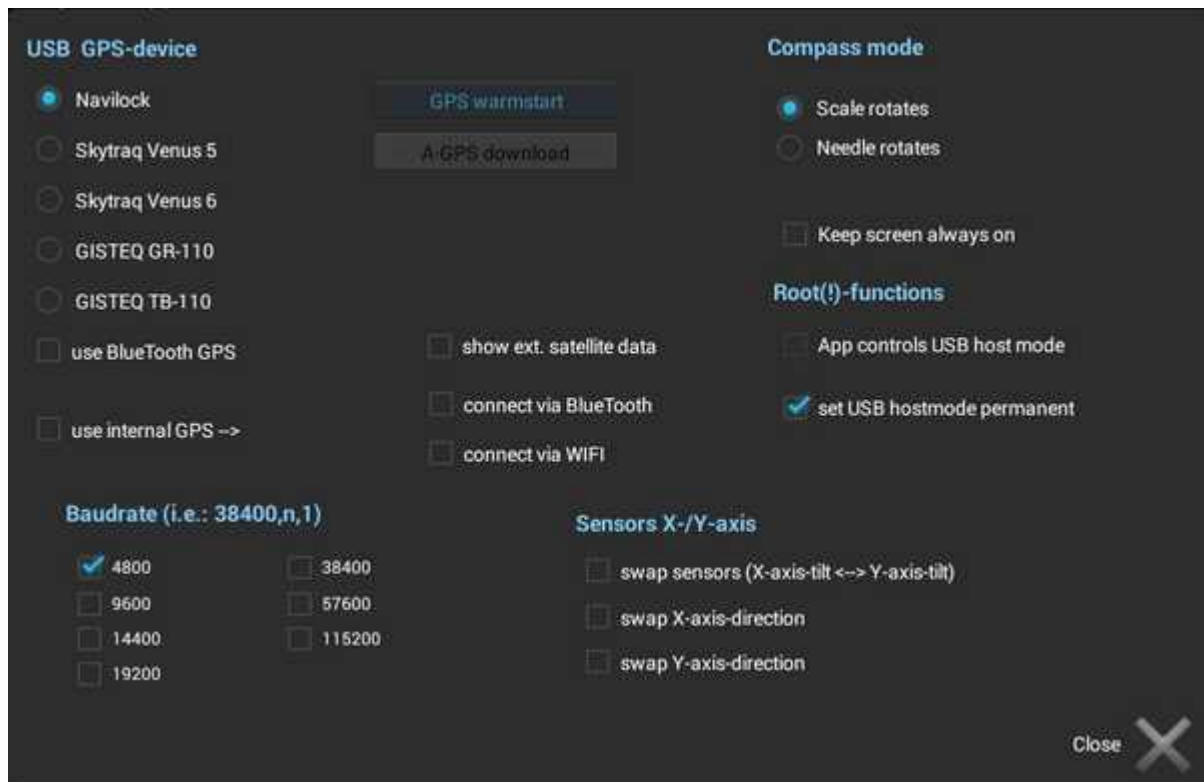 USB GPS-device
Navilock
Skytraq Venus 5
Skytraq Venus 6
GISTEQ GR-110
GISTEQ TB-110
use BlueTooth GPS
use internal GPS -->
GPS warmstart
A-GPS download
show ext. satellite data
connect via BlueTooth
connect via WIFI
Compass mode
Scale rotates
Needle rotates
Keep screen always on
Root(!)-functions
App controls USB host mode
set USB hostmode permanent
Baudrate (i.e.: 38400,n,1)
4800
9600
14400
19200
38400
57600
115200
Sensors X-/Y-axis
swap sensors (X-axis-tilt <--> Y-axis-tilt)
swap X-axis-direction
swap Y-axis-direction
Close